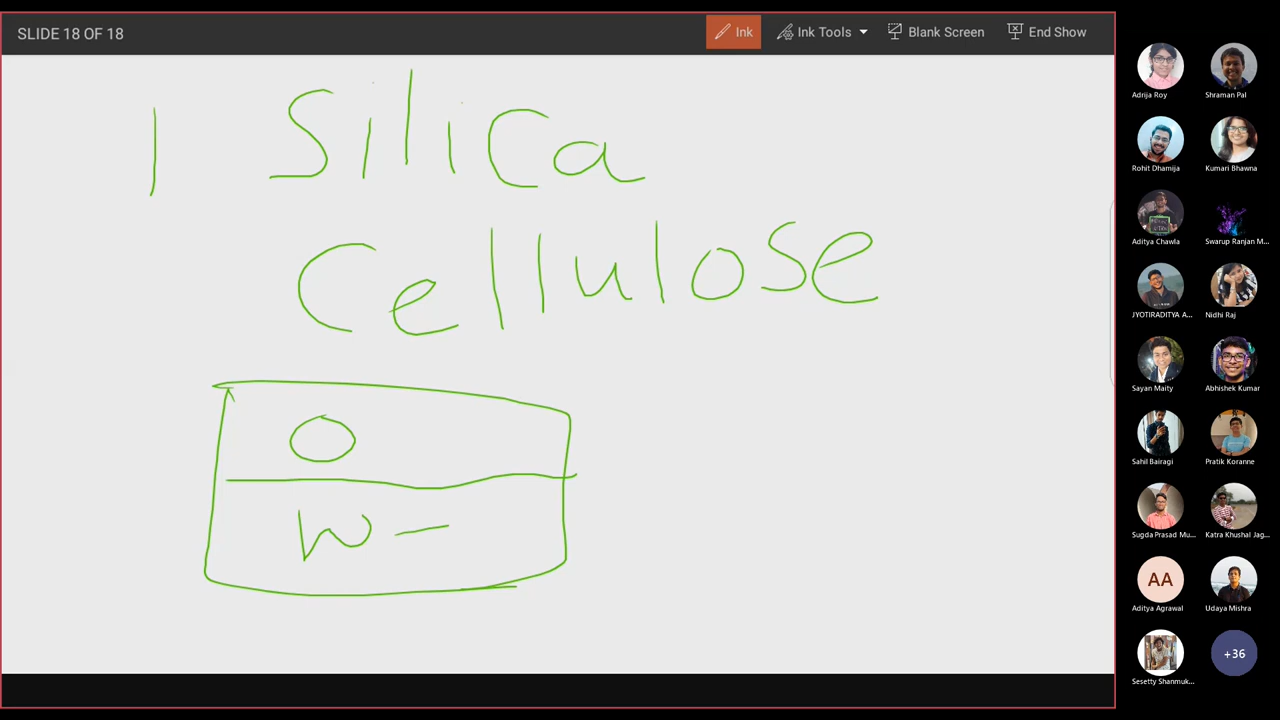 SLIDE 18 OF 18
Ink
Ink Tools
Blank Screen
End Show
1 Silica
Cellulose
O
W —
Adrija Roy
Shraman Pal
Rohit Dhamija
Kumari Bhawna
Aditya Chawla
Swarup Ranjan M...
JYOTIRADITYA A...
Nidhi Raj
Sayan Maity
Abhishek Kumar
Sahil Bairagi
Pratik Koranne
Sugda Prasad Mu...
Katra Khushal Jag...
AA
Aditya Agrawal
Udaya Mishra
Sesetty Shanmuk...
+36